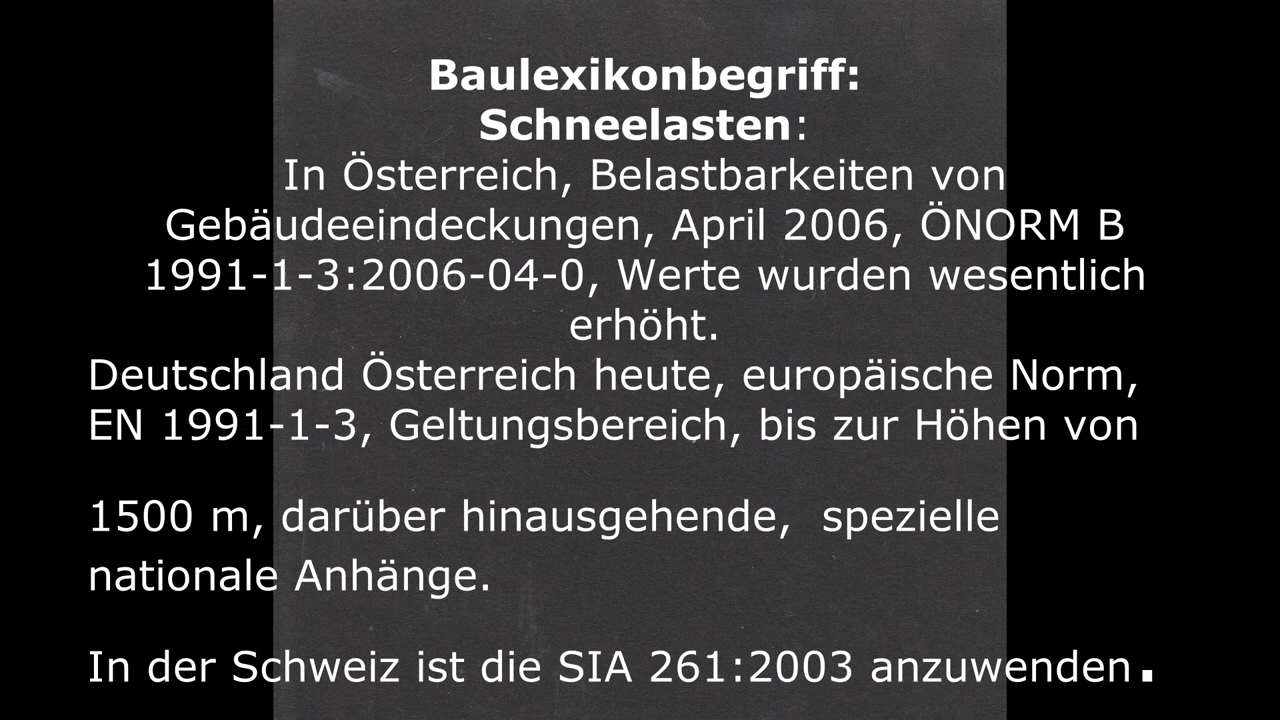 Baulexikonbegriff:
Schneelasten:
In Österreich, Belastbarkeiten von
Gebäudeeindeckungen, April 2006, ÖNORM B
1991-1-3:2006-04-0, Werte wurden wesentlich
erhöht.
Deutschland Österreich heute, europäische Norm,
EN 1991-1-3, Geltungsbereich, bis zur Höhen von
1500 m, darüber hinausgehende,  spezielle
nationale Anhänge.
In der Schweiz ist die SIA 261:2003 anzuwenden.